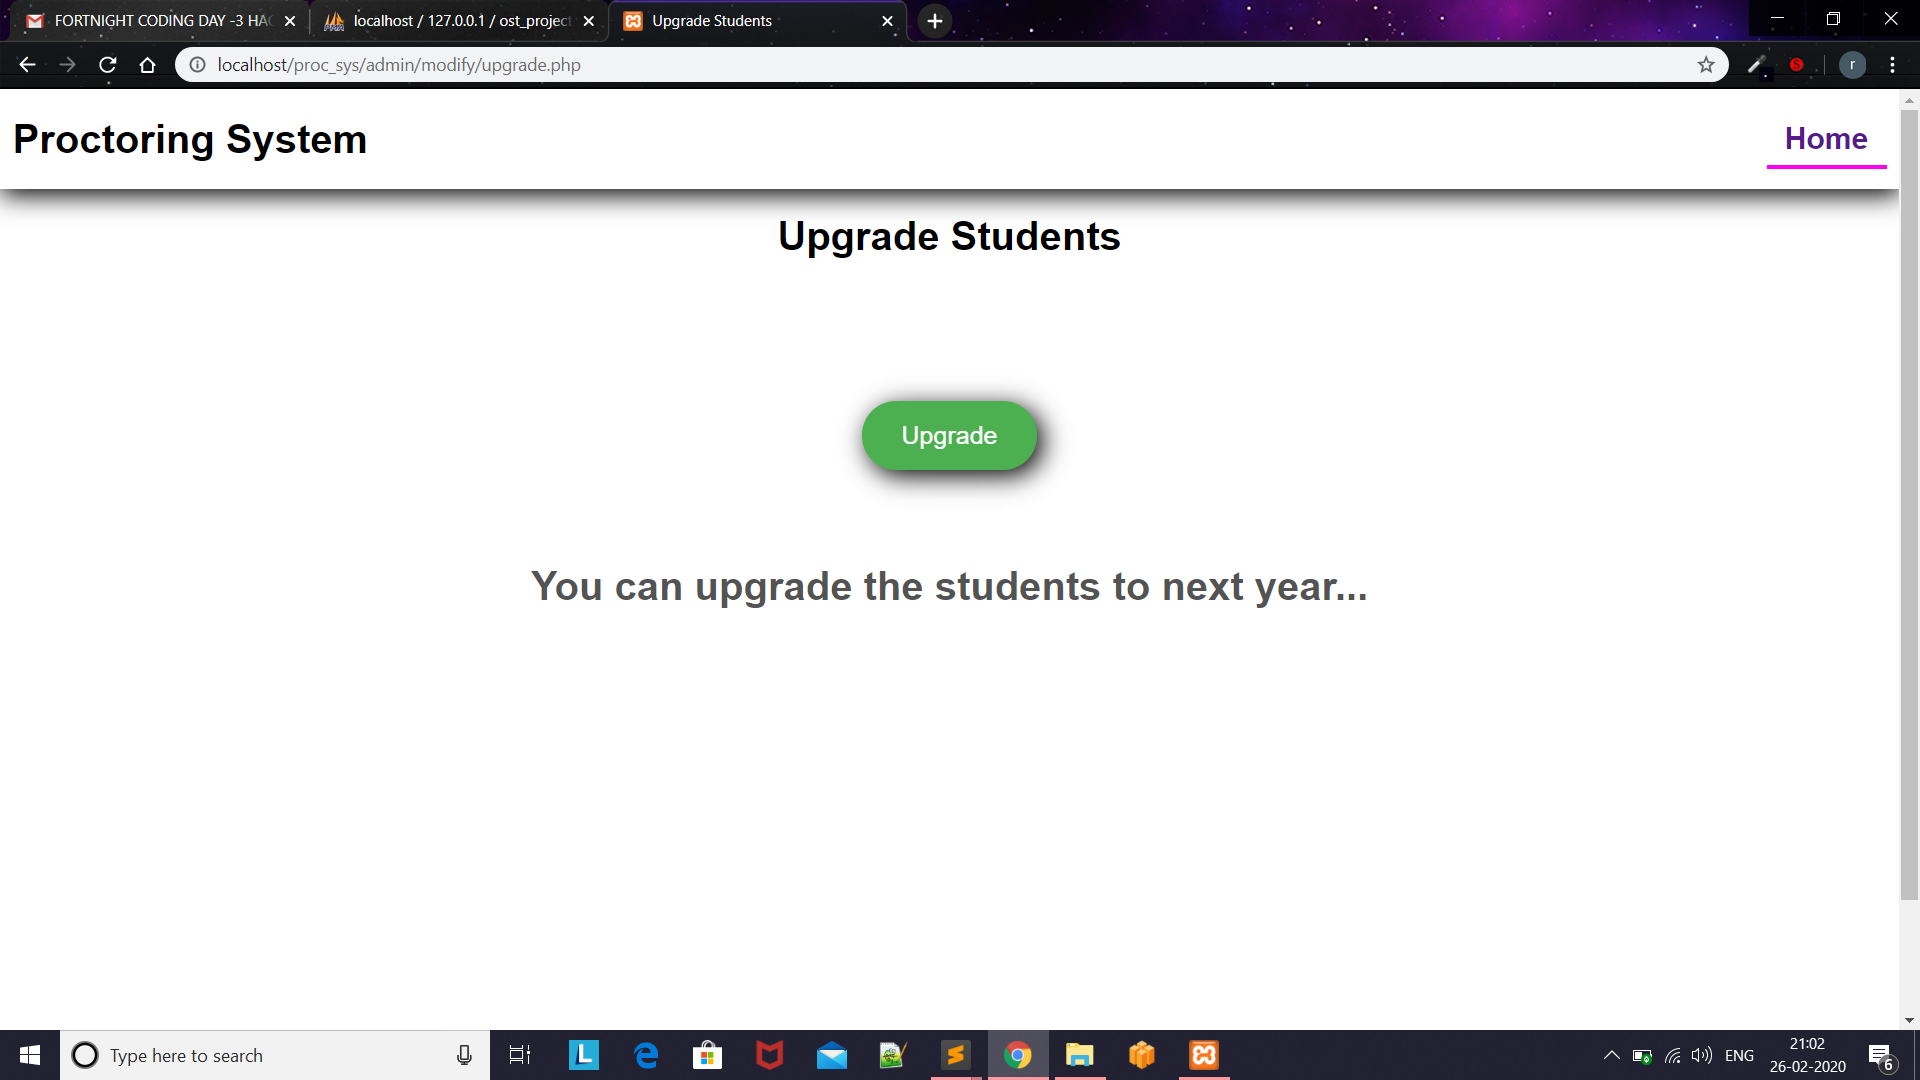 FORTNIGHT CODING DAY -3 HAC
localhost / 127.0.0.1 / ost_project
Upgrade Students
localhost/proc_sys/admin/modify/upgrade.php
r
Proctoring System
Home
Upgrade Students
Upgrade
You can upgrade the students to next year...
Type here to search
ENG
21:02
26-02-2020
6